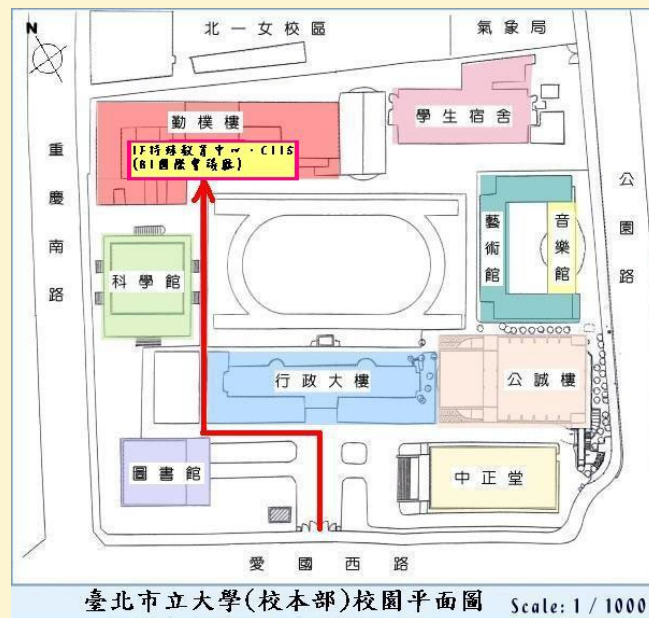 N
北一女校區
氣象局
勤樸樓
學生宿舍
1F特殊教育中心.C115
(B1國際會議廳)
重慶南路
公園路
藝術館
音樂館
科學館
行政大樓
公誠樓
圖書館
中正堂
愛國西路
臺北市立大學(校本部)校園平面圖 Scale: 1 / 1000